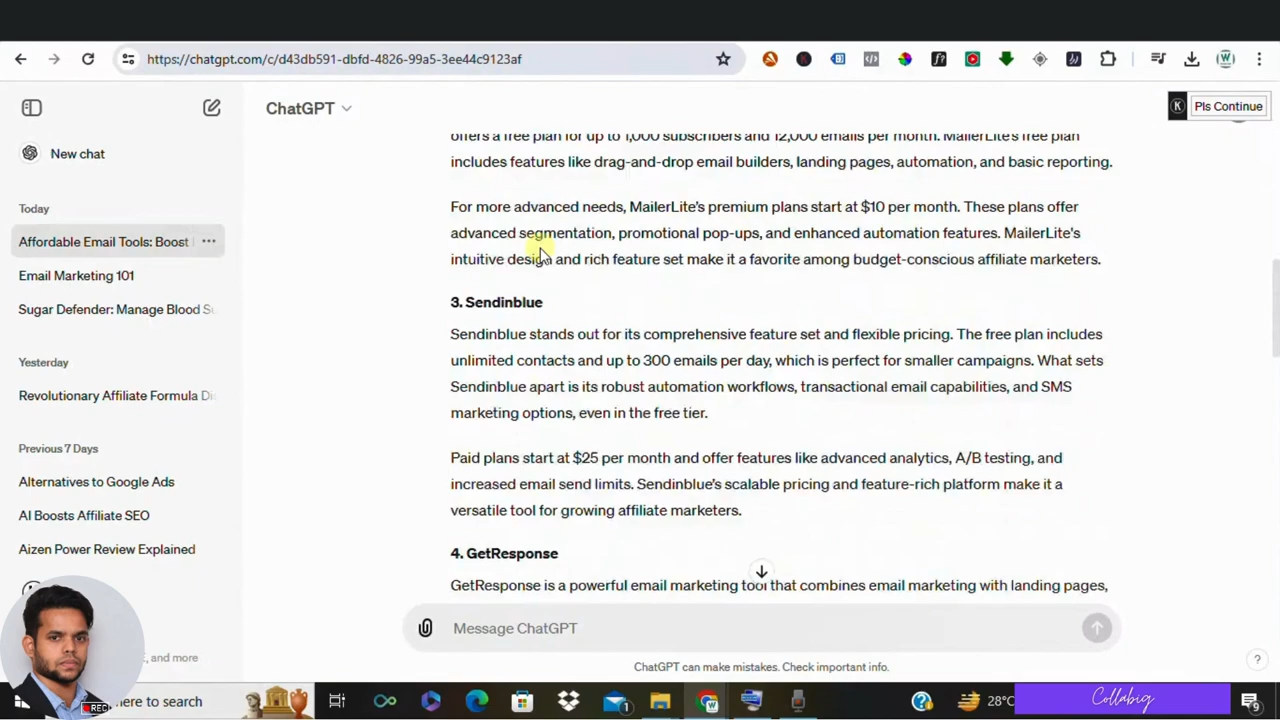 https://chatgpt.com/c/d43db591-dbfd-4826-99a5-3ee44c9123af
ChatGPT
K Pls Continue
New chat
Today
Affordable Email Tools: Boost
Email Marketing 101
Sugar Defender: Manage Blood Su
Yesterday
Revolutionary Affiliate Formula Di
Previous 7 Days
Alternatives to Google Ads
AI Boosts Affiliate SEO
Aizen Power Review Explained
, and more
offers a free plan for up to 1,000 subscribers and 12,000 emails per month. MailerLite's free plan
includes features like drag-and-drop email builders, landing pages, automation, and basic reporting.
For more advanced needs, MailerLite's premium plans start at $10 per month. These plans offer
advanced segmentation, promotional pop-ups, and enhanced automation features. MailerLite's
intuitive design and rich feature set make it a favorite among budget-conscious affiliate marketers.
3. Sendinblue
Sendinblue stands out for its comprehensive feature set and flexible pricing. The free plan includes
unlimited contacts and up to 300 emails per day, which is perfect for smaller campaigns. What sets
Sendinblue apart is its robust automation workflows, transactional email capabilities, and SMS
marketing options, even in the free tier.
Paid plans start at $25 per month and offer features like advanced analytics, A/B testing, and
increased email send limits. Sendinblue's scalable pricing and feature-rich platform make it a
versatile tool for growing affiliate marketers.
4. GetResponse
GetResponse is a powerful email marketing tool that combines email marketing with landing pages,
Message ChatGPT
ChatGPT can make mistakes. Check important info.
?
REC
here to search
1
28°C
Collabig
9